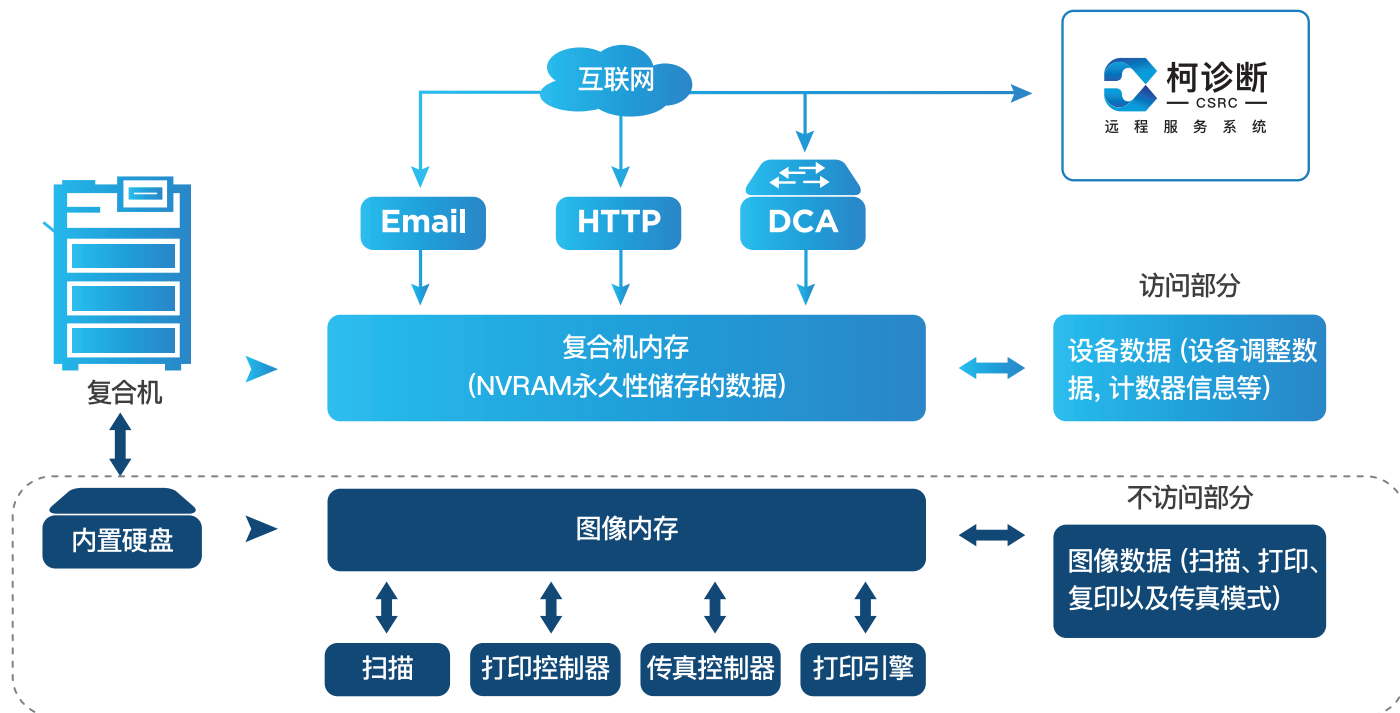 互联网
柯诊断
CSRC
远程服务系统
Email
HTTP
DCA
访问部分
复合机内存
(NVRAM永久性储存的数据)
设备数据 (设备调整数
据, 计数器信息等)
复合机
不访问部分
内置硬盘
图像内存
图像数据 (扫描、打印、
复印以及传真模式)
扫描
打印控制器
传真控制器
打印引擎